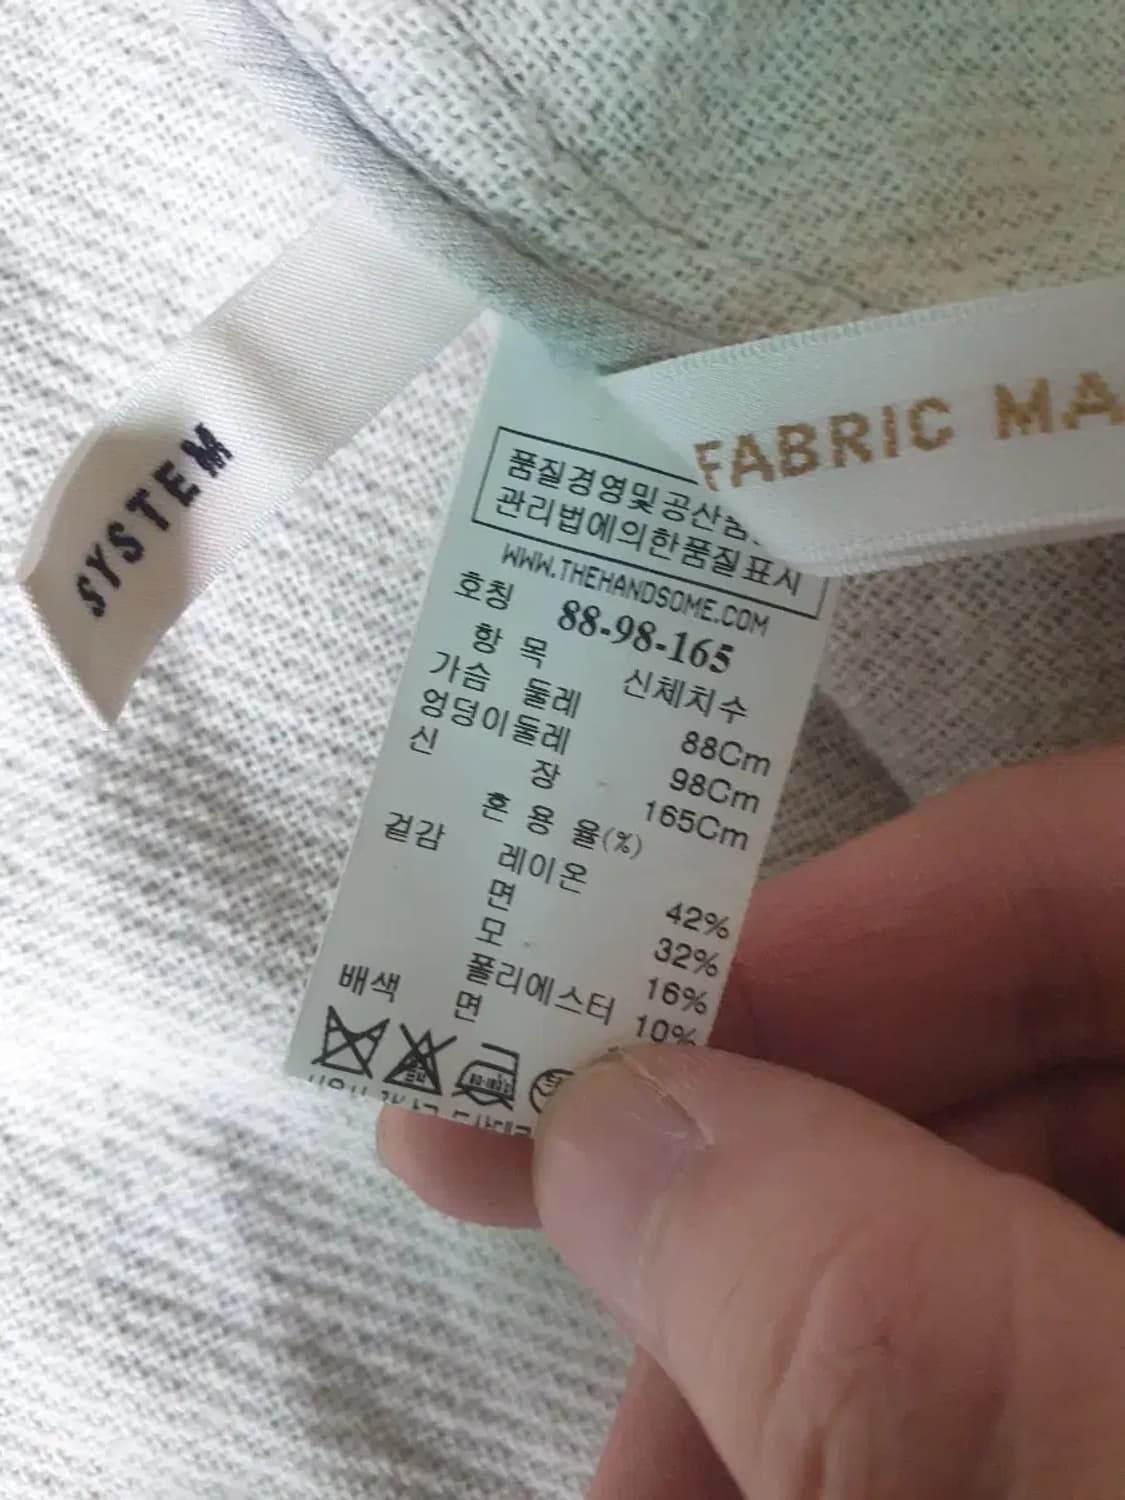 SYSTEM
FABRIC MA
품질경영및공산품
관리법에의한품질표시
WWW.THEHANDSOME.COM
호칭 88-98-165
항 목 신체치수
가슴 둘레 88Cm
엉덩이둘레 98Cm
신 장 165Cm
혼 용 율(%)
겉감 레이온 42%
면 32%
모 16%
폴리에스터 10%
배색 면